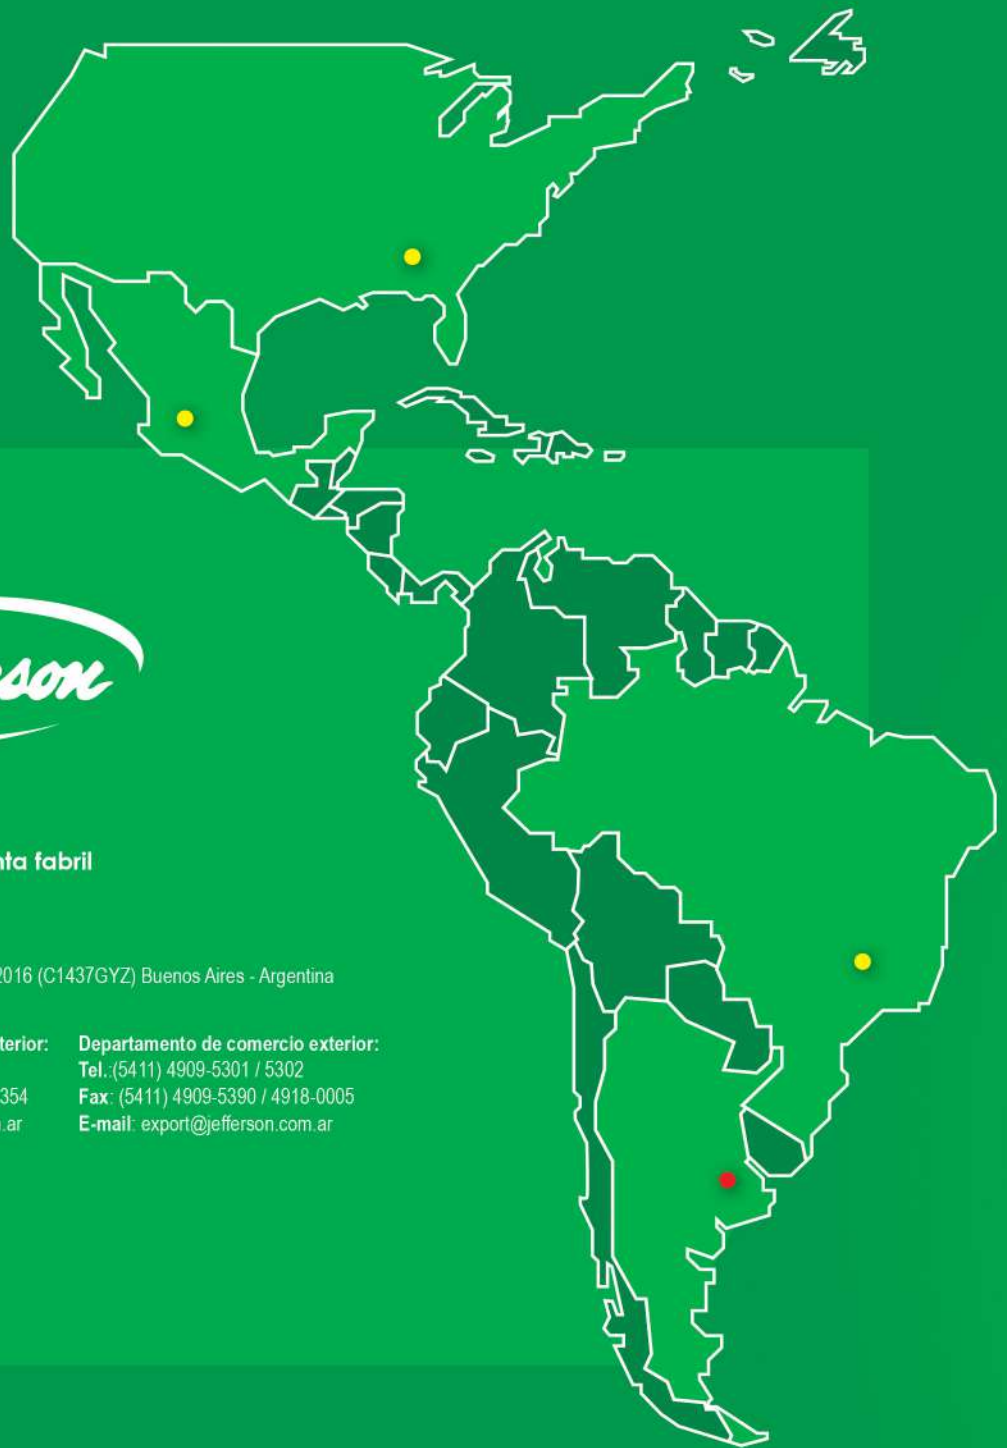 son
nta fabril
2016 (C1437GYZ) Buenos Aires - Argentina
terior:
354
.ar
Departamento de comercio exterior:
Tel.:(5411) 4909-5301 / 5302
Fax: (5411) 4909-5390 / 4918-0005
E-mail: export@jefferson.com.ar